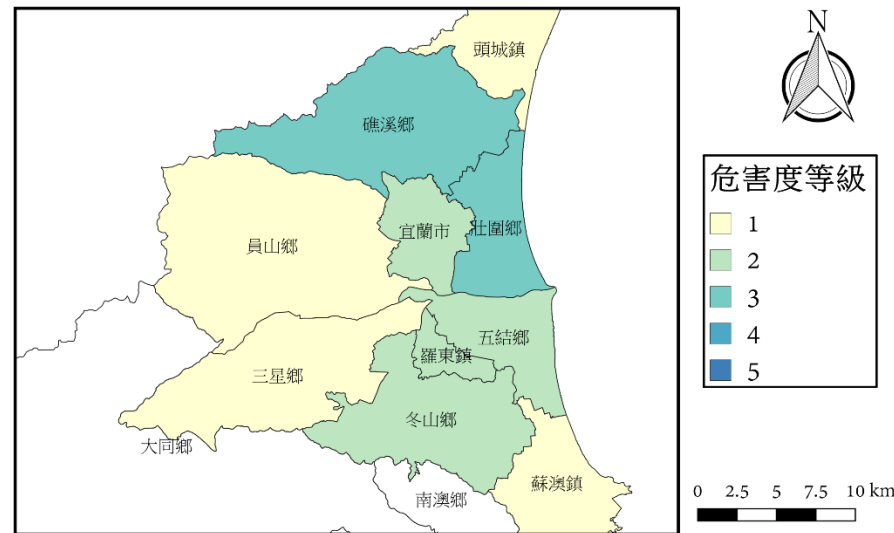 頭城鎮
N
礁溪鄉
危害度等級
1
宜蘭市
壯圍鄉
員山鄉
2
3
五結鄉
4
羅東鎮
三星鄉
5
冬山鄉
大同鄉
蘇澳鎮
南澳鄉
0 2.5 5 7.5 10 km